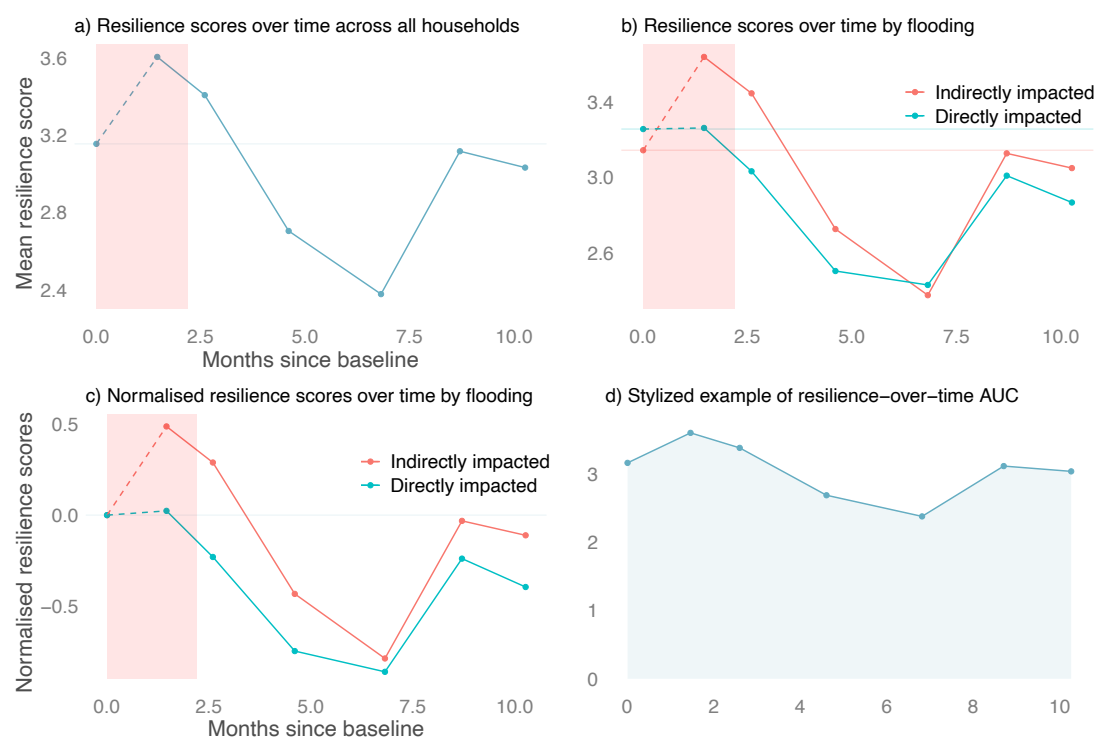 a) Resilience scores over time across all households
Mean resilience score
3.6
3.2
2.8
2.4
0.0 2.5 5.0 7.5 10.0
Months since baseline
b) Resilience scores over time by flooding
3.4
3.0
2.6
Indirectly impacted
Directly impacted
0.0 2.5 5.0 7.5 10.0
c) Normalised resilience scores over time by flooding
Normalised resilience scores
0.5
0.0
−0.5
Indirectly impacted
Directly impacted
0.0 2.5 5.0 7.5 10.0
Months since baseline
d) Stylized example of resilience−over−time AUC
3
2
1
0
0 2 4 6 8 10